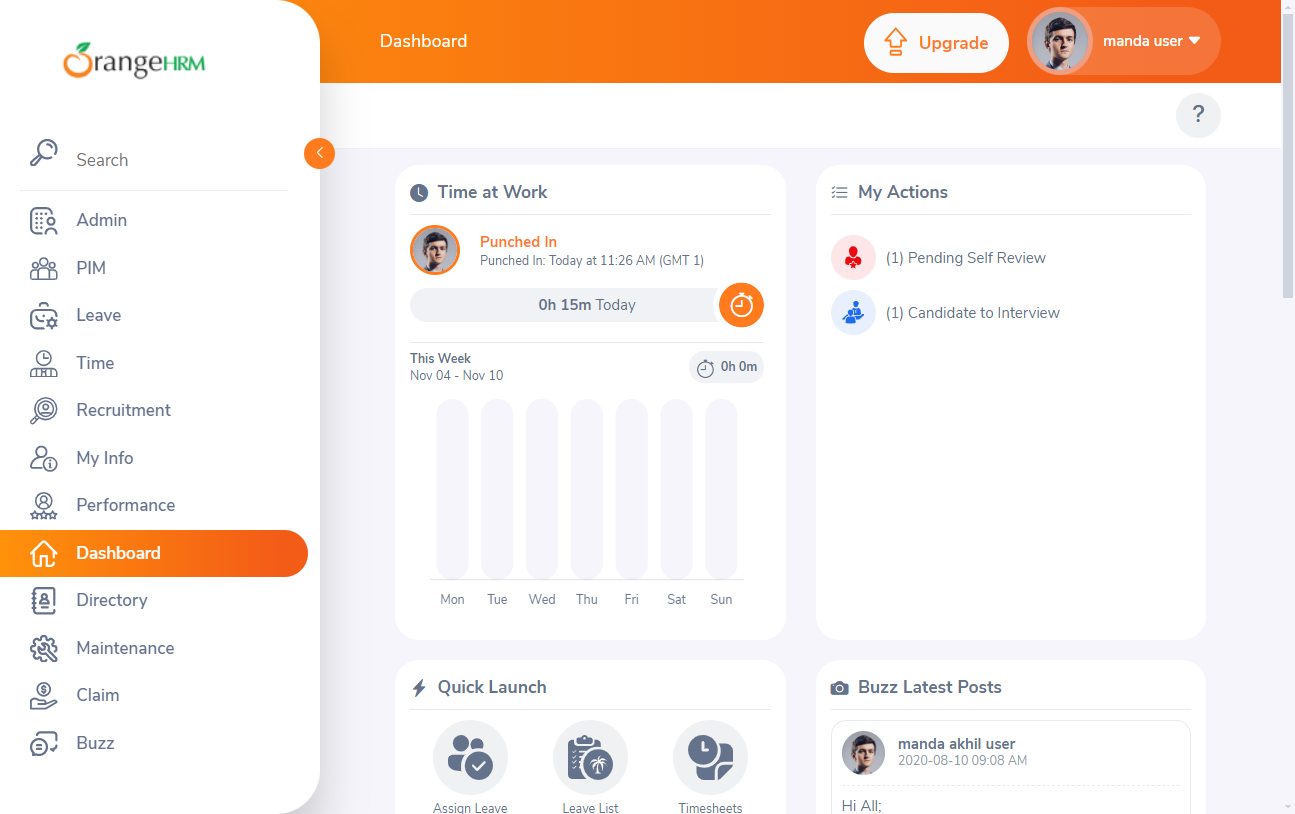 OrangeHRM
Search
Admin
PIM
Leave
Time
Recruitment
My Info
Performance
Dashboard
Directory
Maintenance
Claim
Buzz
Dashboard
Upgrade
manda user
?
Time at Work
Punched In
Punched In: Today at 11:26 AM (GMT 1)
0h 15m Today
This Week
Nov 04 - Nov 10
0h 0m
Mon Tue Wed Thu Fri Sat Sun
My Actions
(1) Pending Self Review
(1) Candidate to Interview
Quick Launch
Assign Leave Leave List Timesheets
Buzz Latest Posts
manda akhil user
2020-08-10 09:08 AM
Hi All;